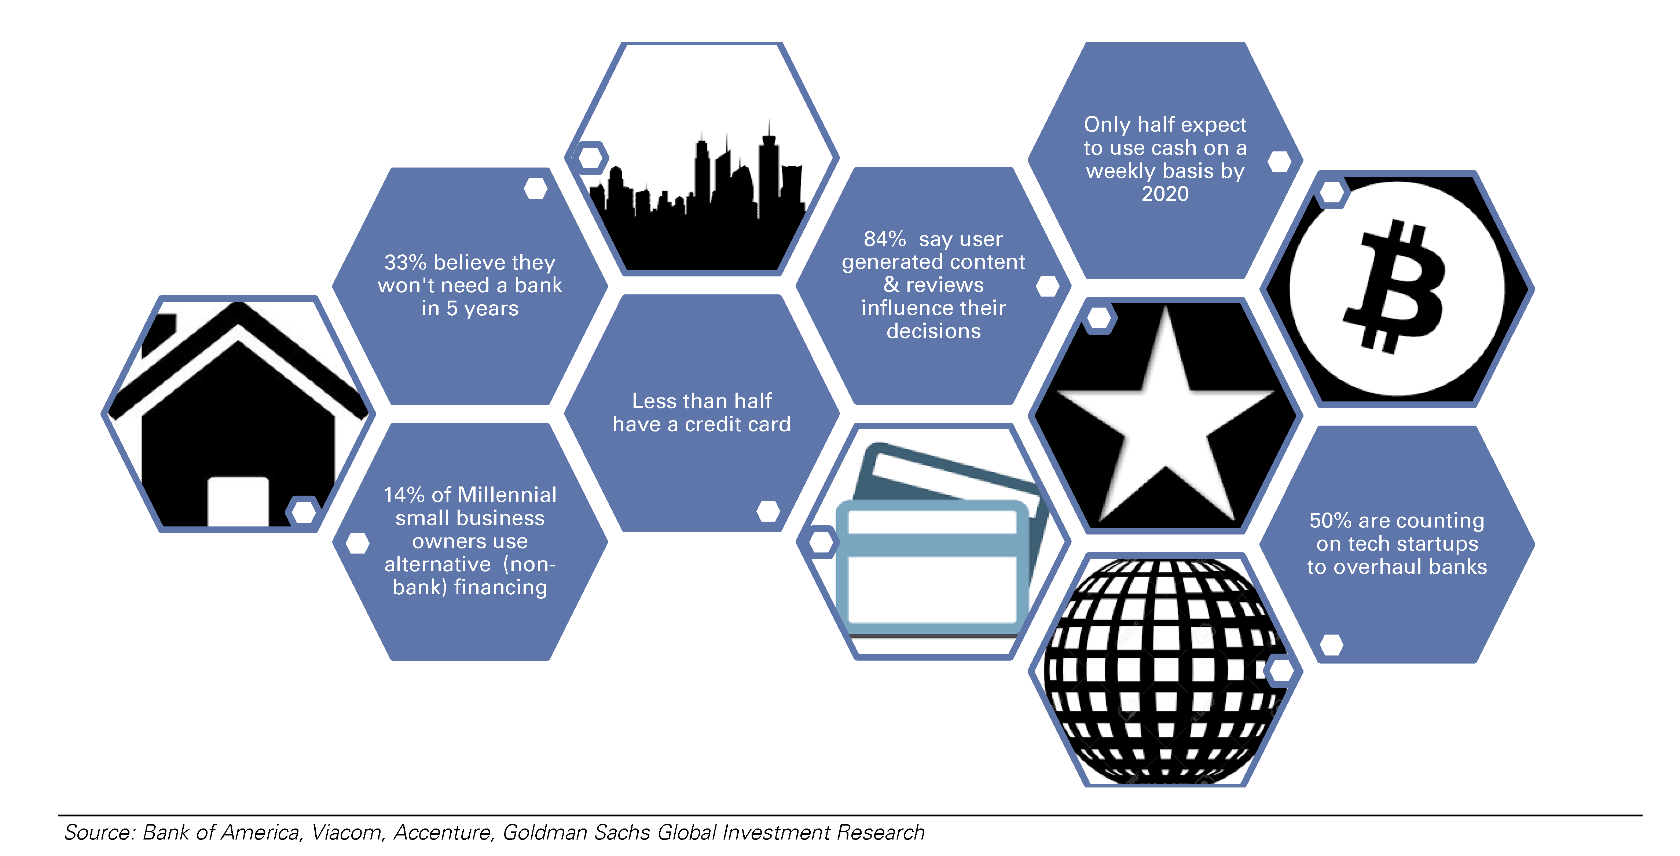 33% believe they
won't need a bank
in 5 years
14% of Millennial
small business
owners use
alternative (non-
bank) financing
Less than half
have a credit card
84% say user
generated content
& reviews
influence their
decisions
Only half expect
to use cash on a
weekly basis by
2020
50% are counting
on tech startups
to overhaul banks
Source: Bank of America, Viacom, Accenture, Goldman Sachs Global Investment Research